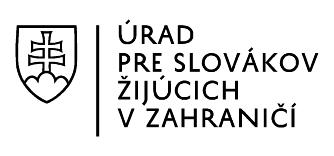 ÚRAD
PRE SLOVÁKOV
ŽIJÚCICH
V ZAHRANIČÍ